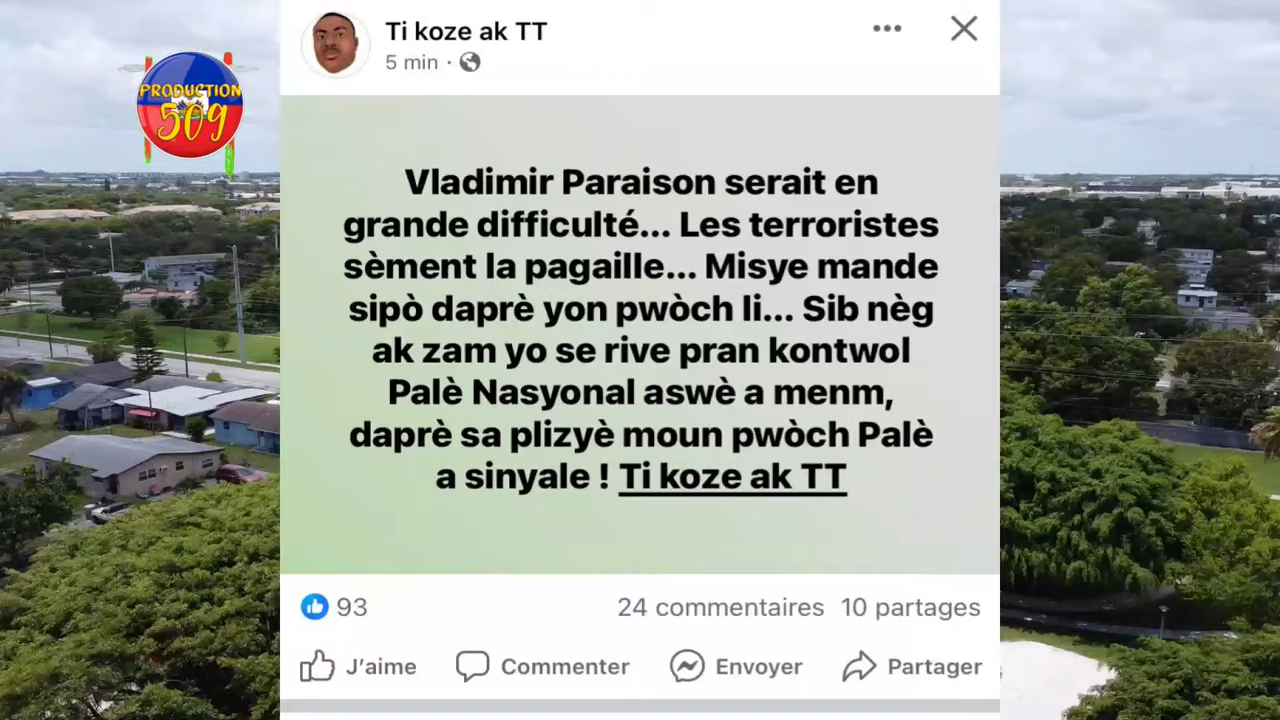 PRODUCTION
509
Ti koze ak TT
5 min ·
Vladimir Paraison serait en
grande difficulté... Les terroristes
sèment la pagaille... Misye mande
sipò daprè yon pwòch li... Sib nèg
ak zam yo se rive pran kontwol
Palè Nasyonal aswè a menm,
daprè sa plizyè moun pwòch Palè
a sinyale ! Ti koze ak TT
93
24 commentaires 10 partages
J'aime Commenter Envoyer Partager